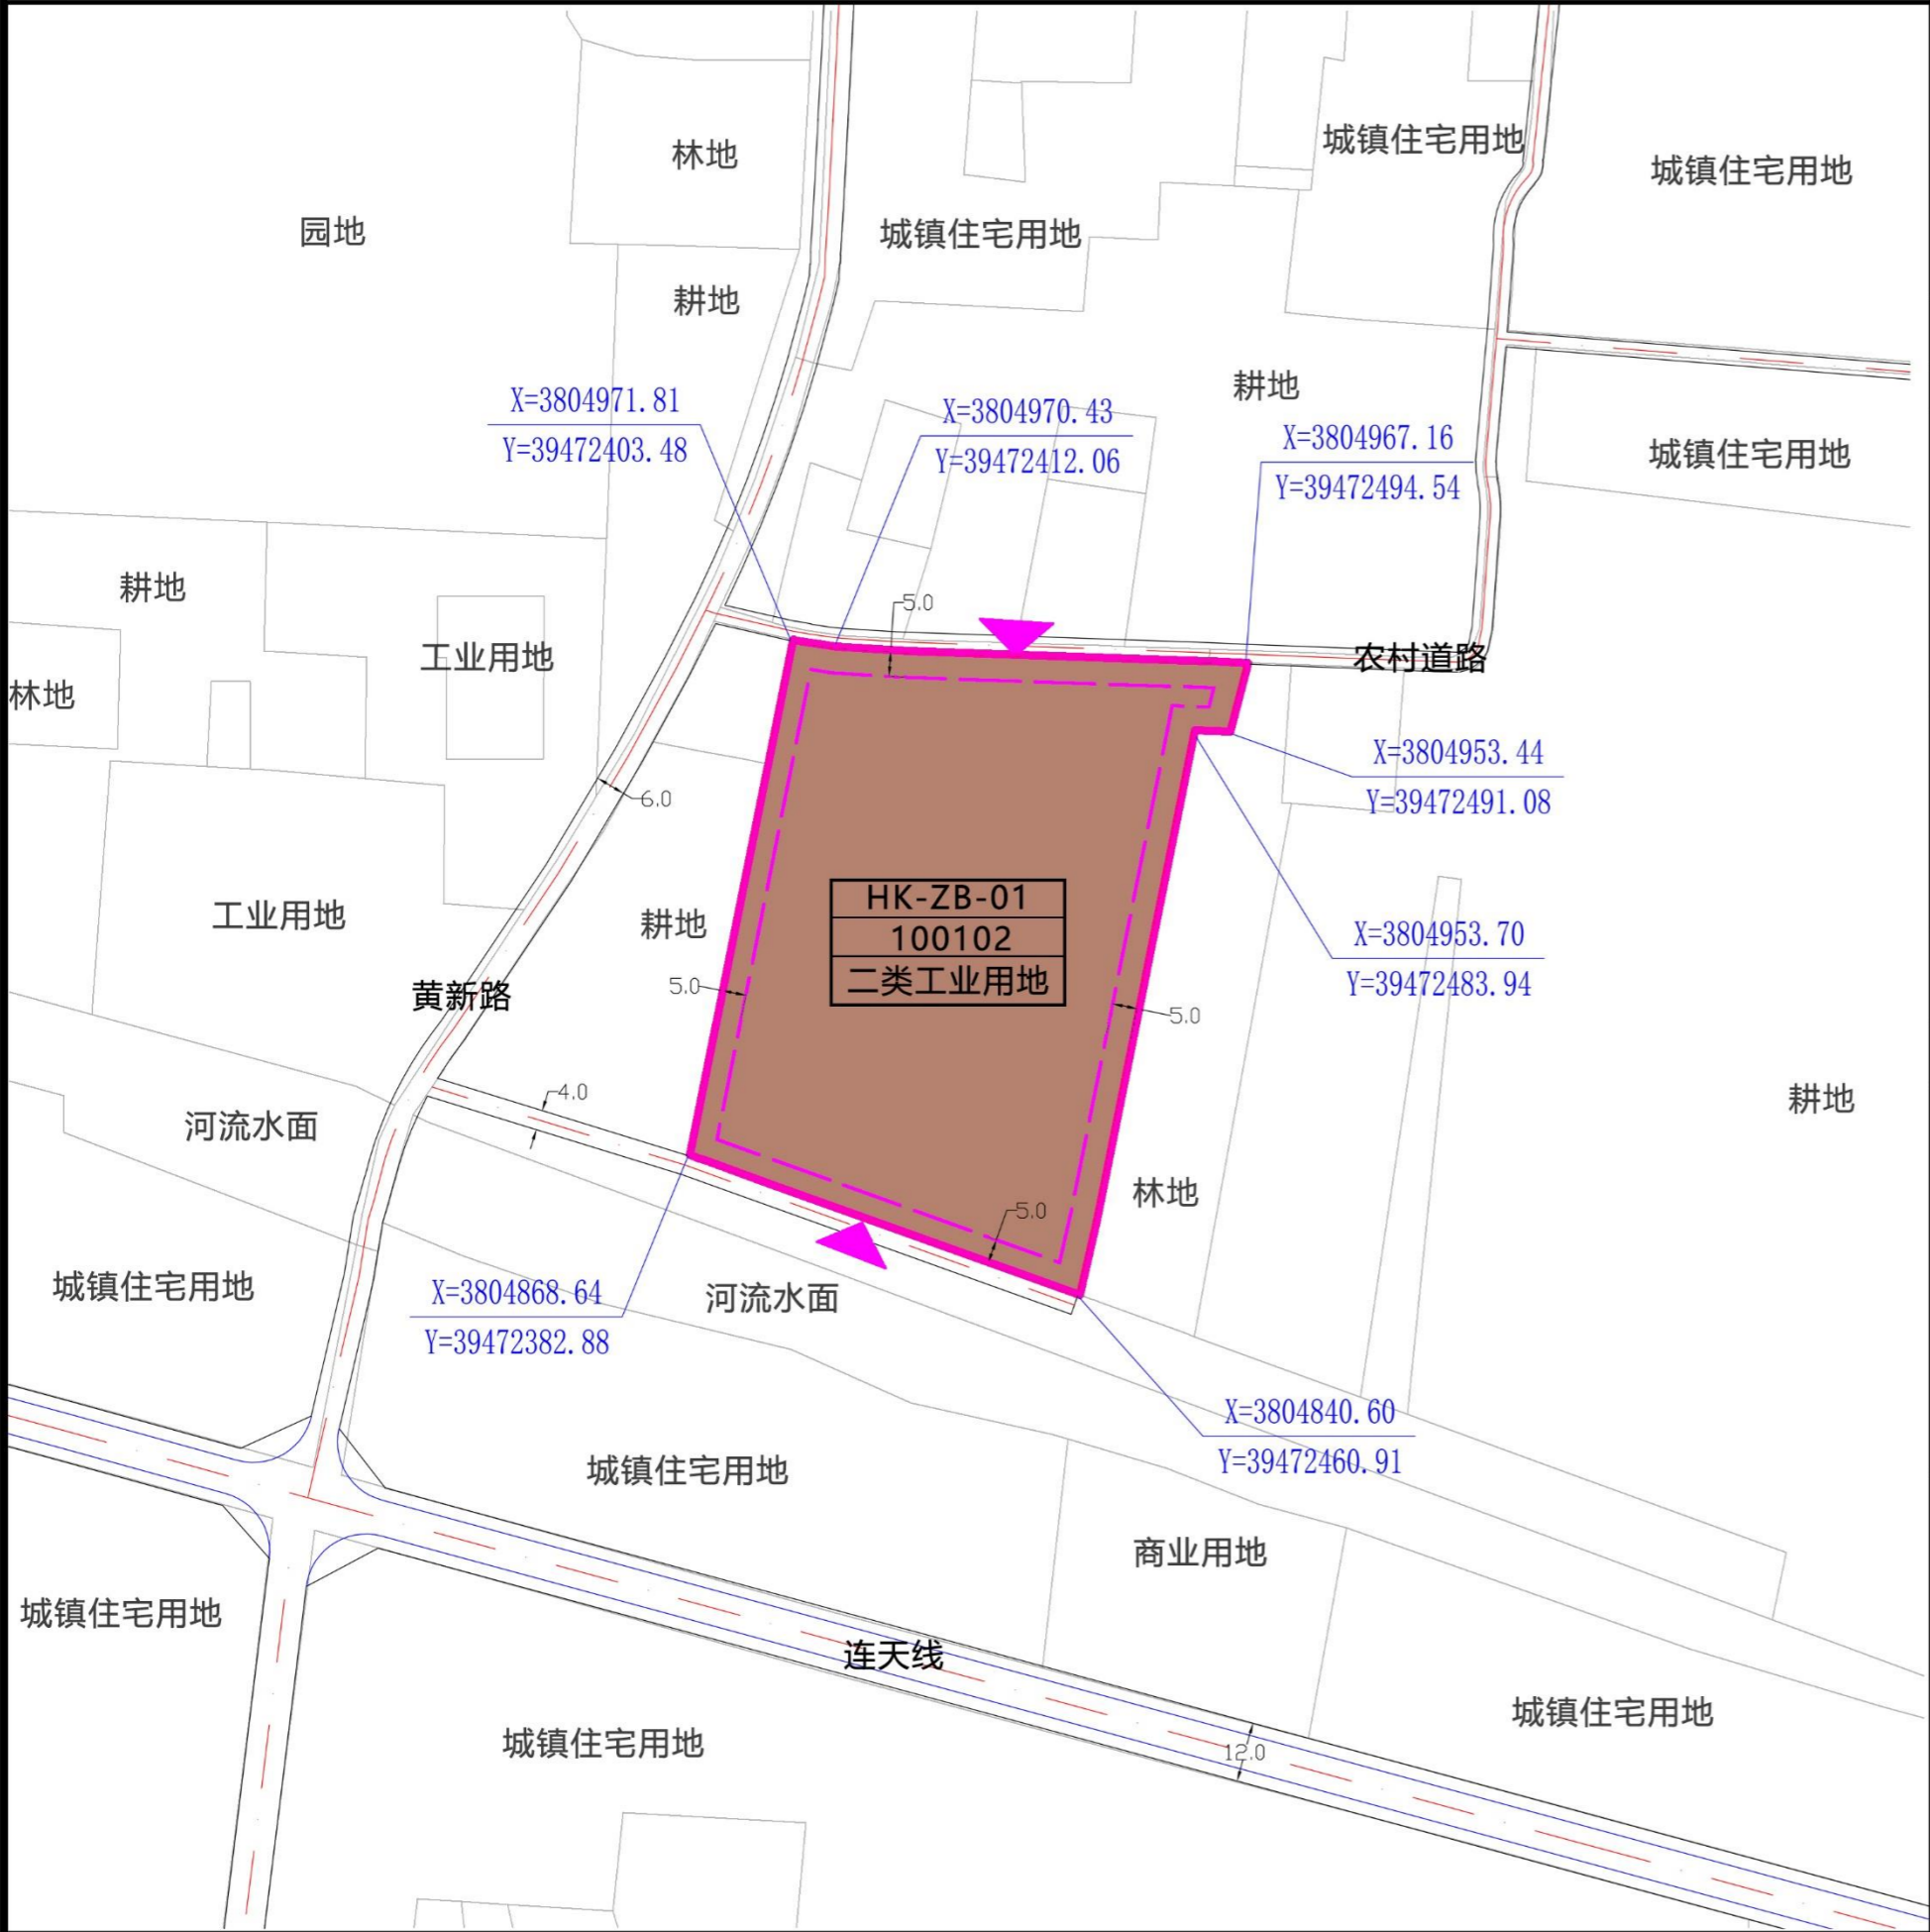 林地
城镇住宅用地
城镇住宅用地
园地
城镇住宅用地
耕地
耕地
X=3804971.81
Y=39472403.48
X=3804970.43
Y=39472412.06
X=3804967.16
Y=39472494.54
城镇住宅用地
耕地
5.0
工业用地
农村道路
林地
X=3804953.44
Y=39472491.08
6.0
HK-ZB-01
100102
二类工业用地
工业用地
耕地
X=3804953.70
Y=39472483.94
5.0
黄新路
5.0
4.0
河流水面
耕地
林地
5.0
城镇住宅用地
X=3804868.64
Y=39472382.88
河流水面
X=3804840.60
Y=39472460.91
城镇住宅用地
商业用地
城镇住宅用地
连天线
城镇住宅用地
12.0
城镇住宅用地